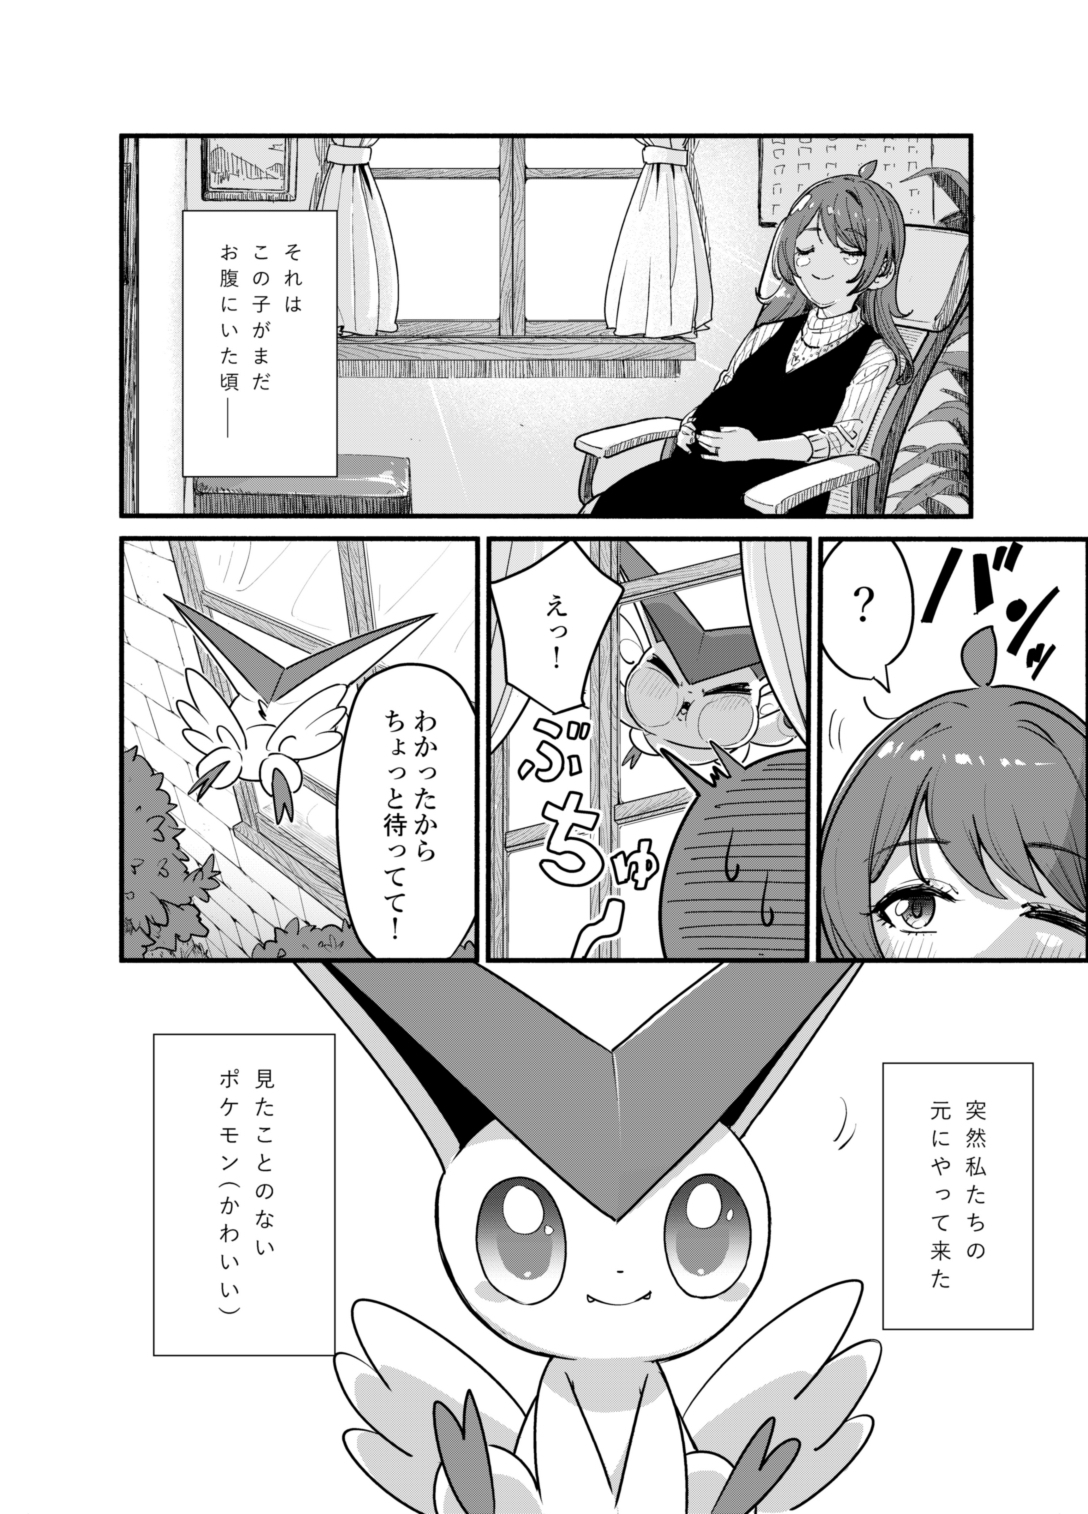 それは
この子がまだ
お腹にいた頃――
バンッ
？
えっ！
ぶちゅー
わかったから
ちょっと待ってて！
突然私たちの
元にやって来た
見たことのない
ポケモン（かわいい）